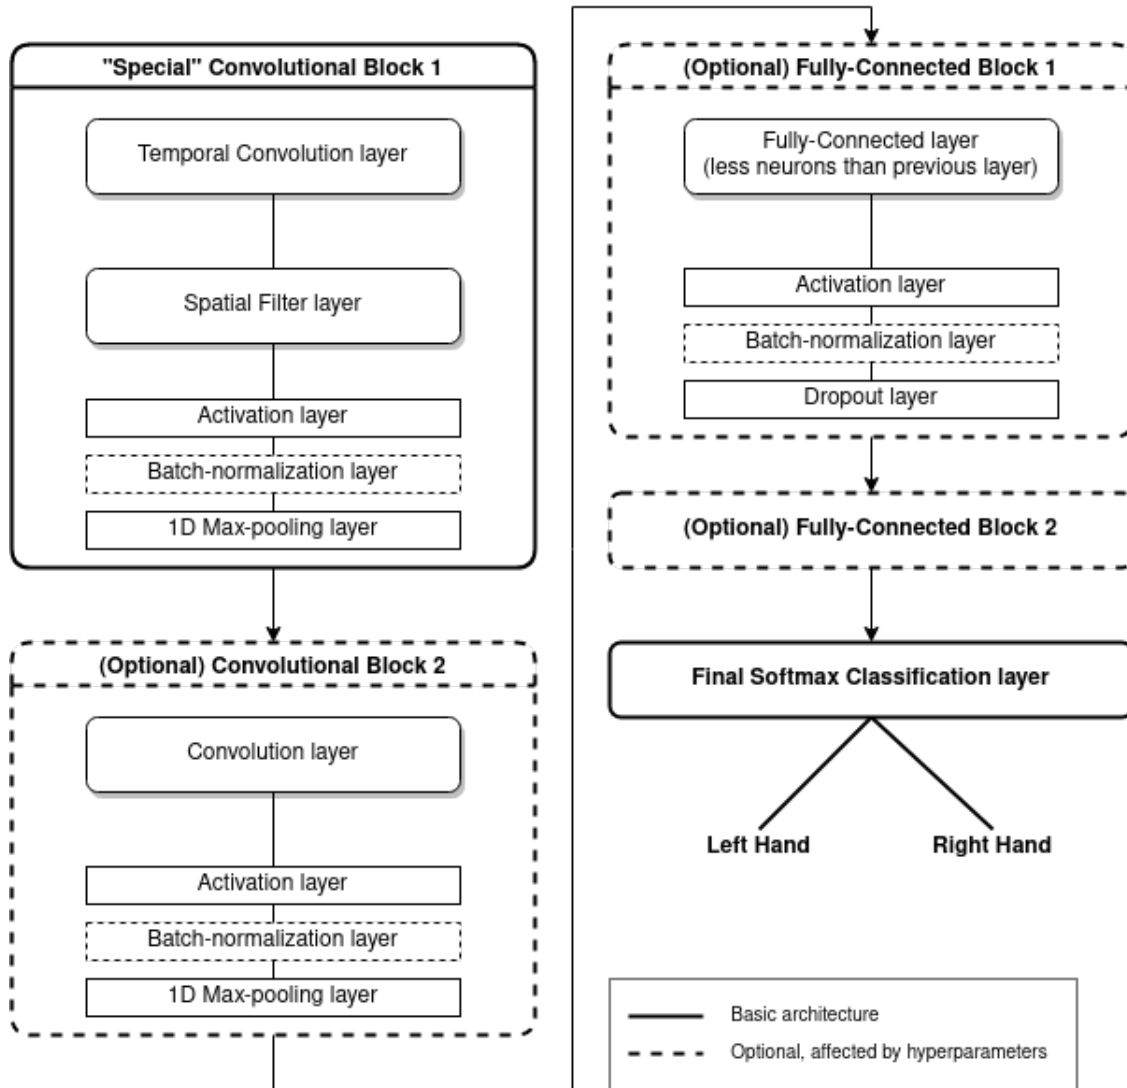 "Special" Convolutional Block 1
Temporal Convolution layer
Spatial Filter layer
Activation layer
Batch-normalization layer
1D Max-pooling layer
(Optional) Convolutional Block 2
Convolution layer
Activation layer
Batch-normalization layer
1D Max-pooling layer
(Optional) Fully-Connected Block 1
Fully-Connected layer
(less neurons than previous layer)
Activation layer
Batch-normalization layer
Dropout layer
(Optional) Fully-Connected Block 2
Final Softmax Classification layer
Left Hand
Right Hand
Basic architecture
Optional, affected by hyperparameters